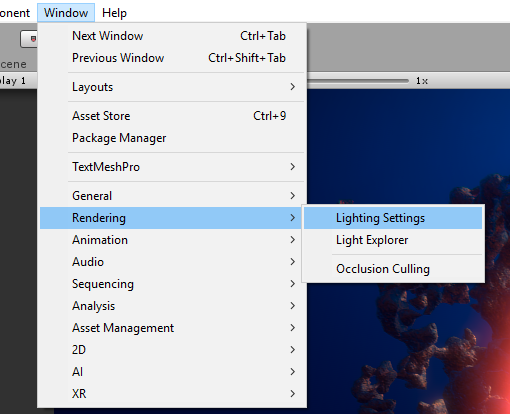 onent Window Help
Next Window Ctrl+Tab
Previous Window Ctrl+Shift+Tab
cene
play 1 1x
Layouts
Asset Store Ctrl+9
Package Manager
TextMeshPro
General
Rendering Lighting Settings
Animation Light Explorer
Audio Occlusion Culling
Sequencing
Analysis
Asset Management
2D
AI
XR